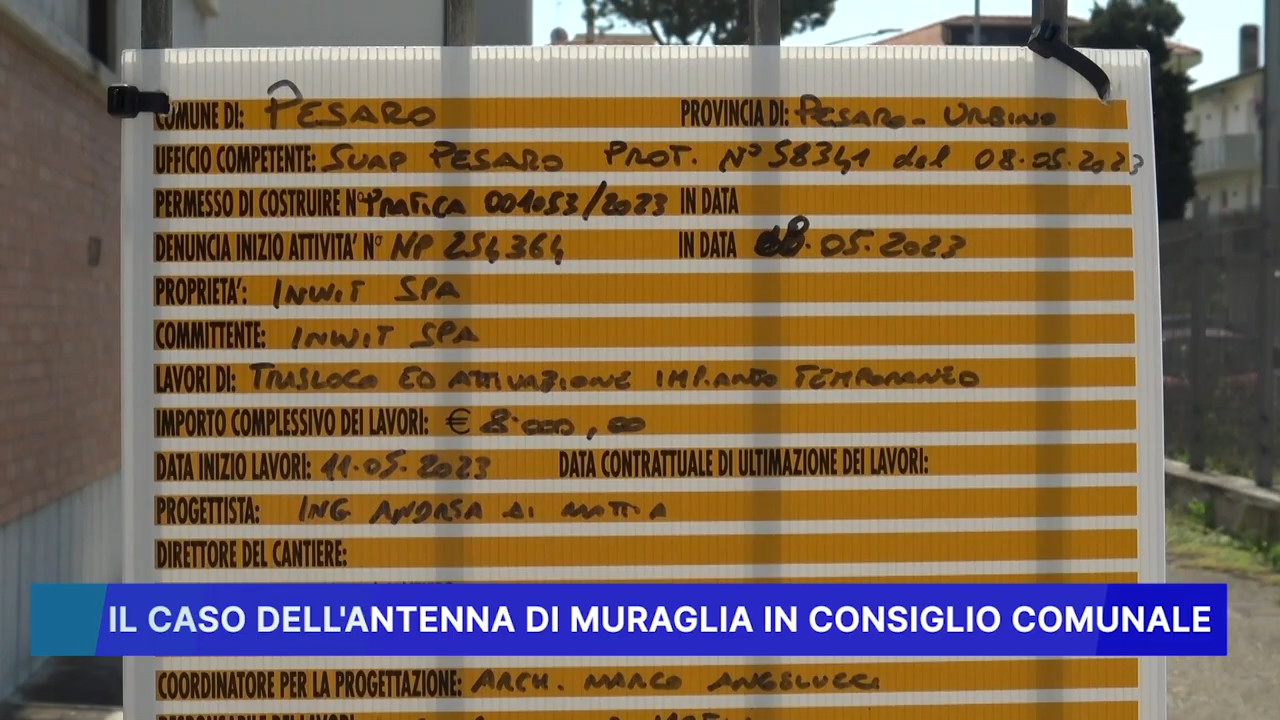 COMUNE DI: PESARO PROVINCIA DI: PESARO - URBINO
UFFICIO COMPETENTE: SUAP PESARO PROT. N° 58341 del 08.05.2023
PERMESSO DI COSTRUIRE N° PRATICA 001053/2023 IN DATA
DENUNCIA INIZIO ATTIVITA' N° NP 254364 IN DATA 08.05.2023
PROPRIETA': INWIT SPA
COMMITTENTE: INWIT SPA
LAVORI DI: TRASLOCO ED ATTIVAZIONE IMPIANTO TEMPORANEO
IMPORTO COMPLESSIVO DEI LAVORI: € 8.000,00
DATA INIZIO LAVORI: 11.05.2023 DATA CONTRATTUALE DI ULTIMAZIONE DEI LAVORI:
PROGETTISTA: ING ANDREA DI MATTIA
DIRETTORE DEL CANTIERE:
IL CASO DELL'ANTENNA DI MURAGLIA IN CONSIGLIO COMUNALE
COORDINATORE PER LA PROGETTAZIONE: ARCH. MARCO ANGELUCCI